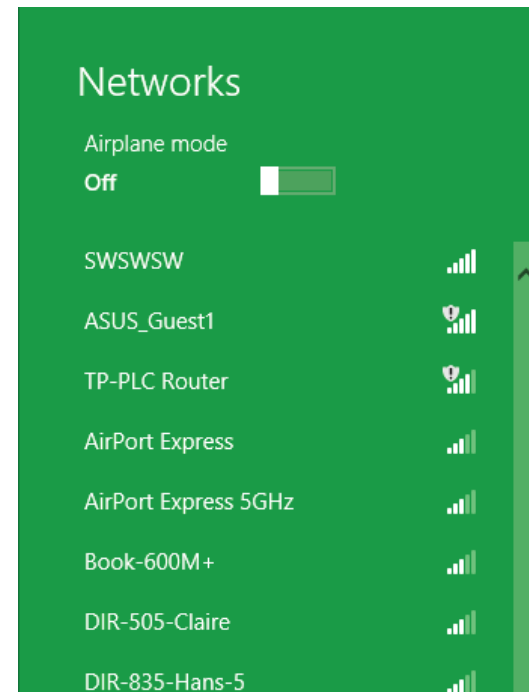 Networks
Airplane mode
Off
SWSWSW
ASUS_Guest1
TP-PLC Router
AirPort Express
AirPort Express 5GHz
Book-600M+
DIR-505-Claire
DIR-835-Hans-5